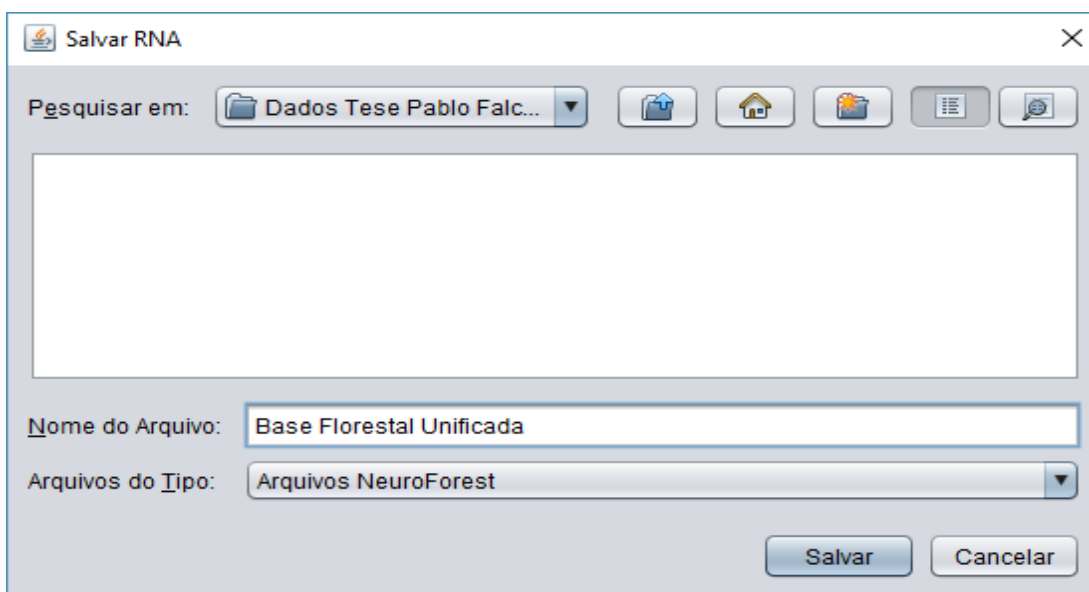 Salvar RNA
Pesquisar em: Dados Tese Pablo Falc...
Nome do Arquivo: Base Florestal Unificada
Arquivos do Tipo: Arquivos NeuroForest
Salvar Cancelar